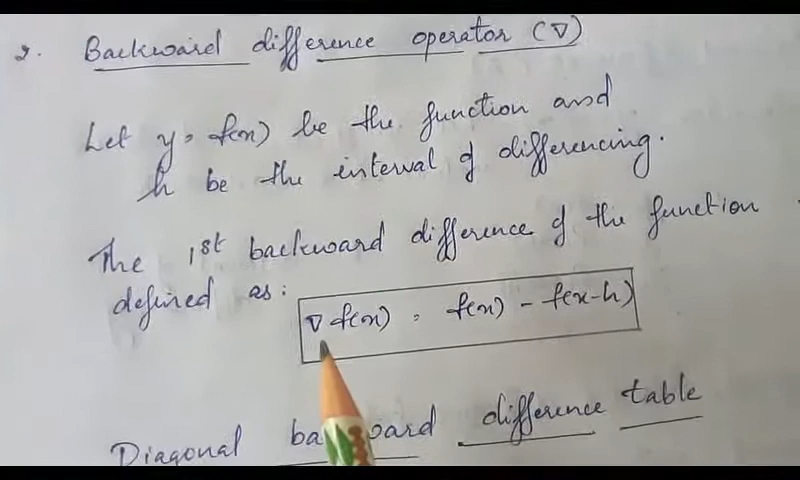 2. Backward difference operator (∇)
Let y = f(x) be the function and
h be the interval of differencing.
The 1st backward difference of the function
defined as:
∇ f(x) = f(x) - f(x-h)
Diagonal difference table